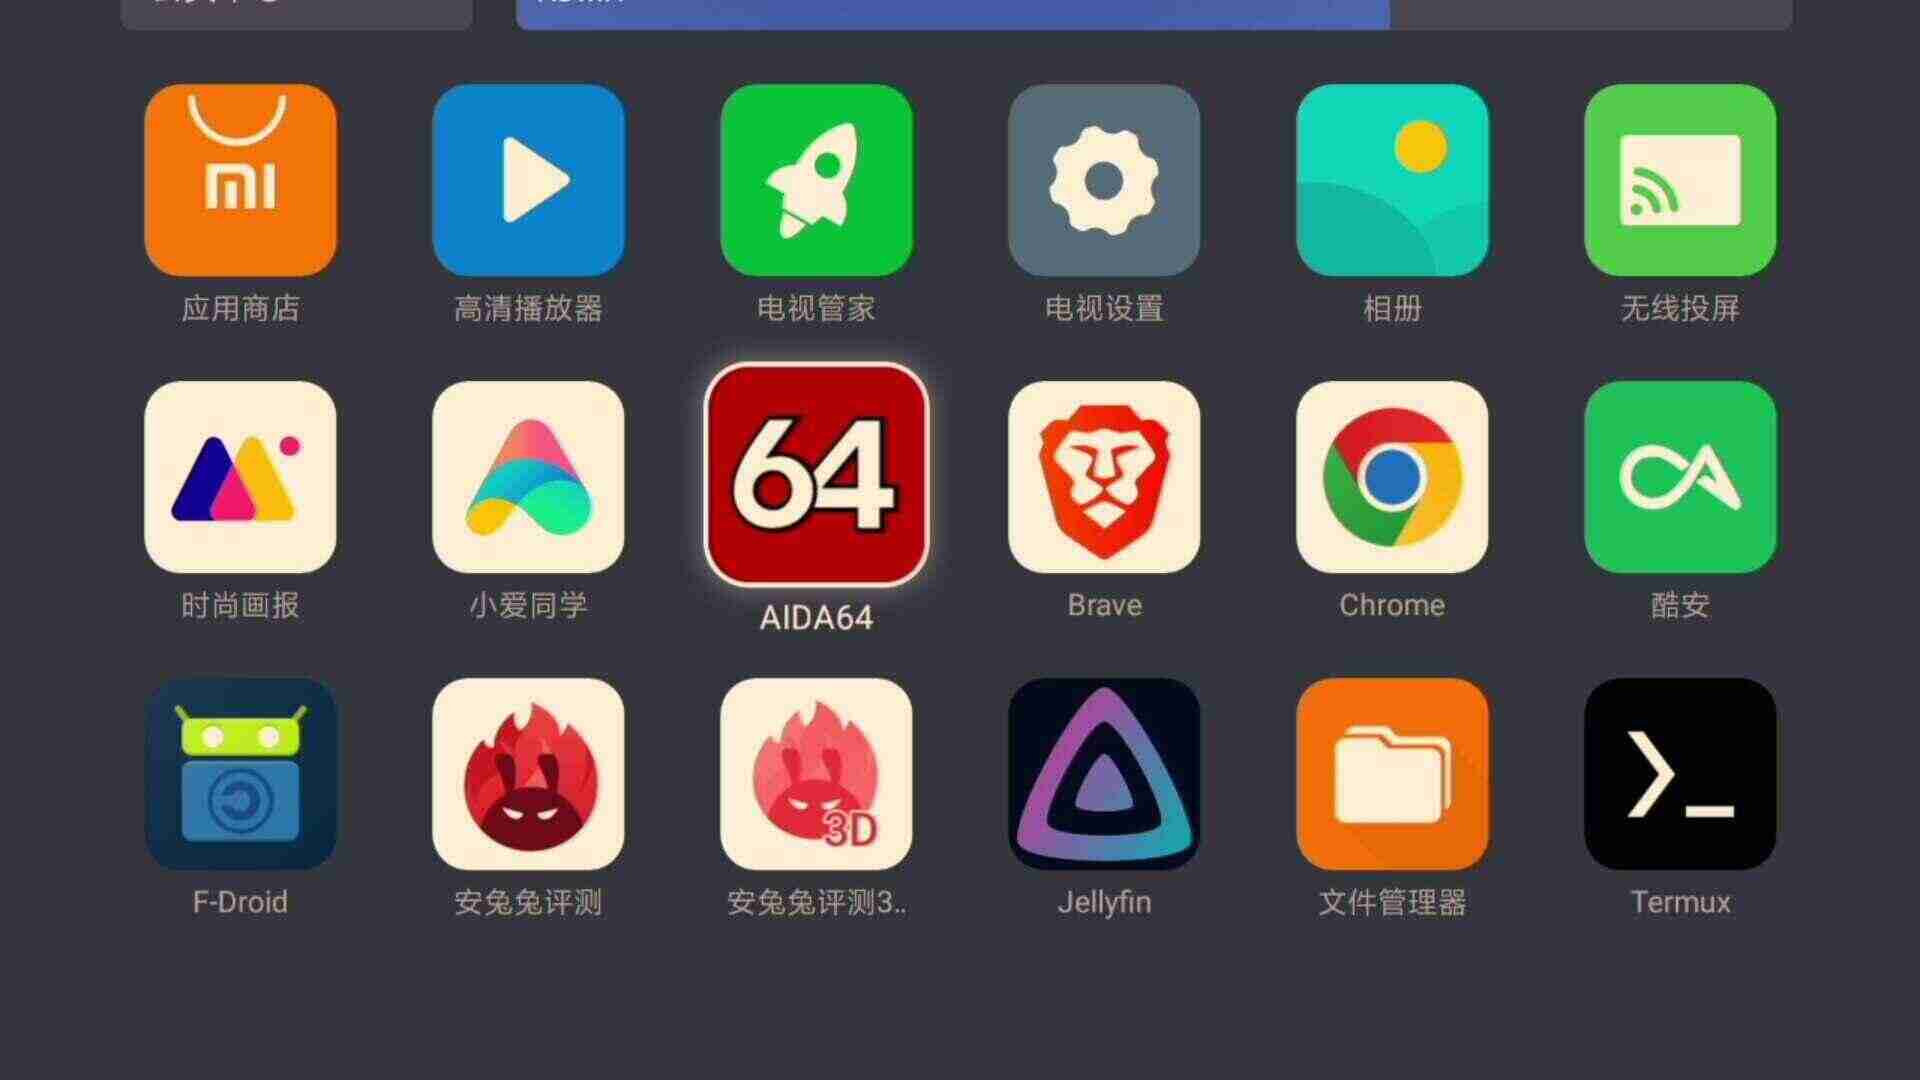 mi
应用商店
高清播放器
电视管家
电视设置
相册
无线投屏
64
时尚画报
小爱同学
AIDA64
Brave
Chrome
酷安
3D
F-Droid
安兔兔评测
安兔兔评测3..
Jellyfin
文件管理器
Termux